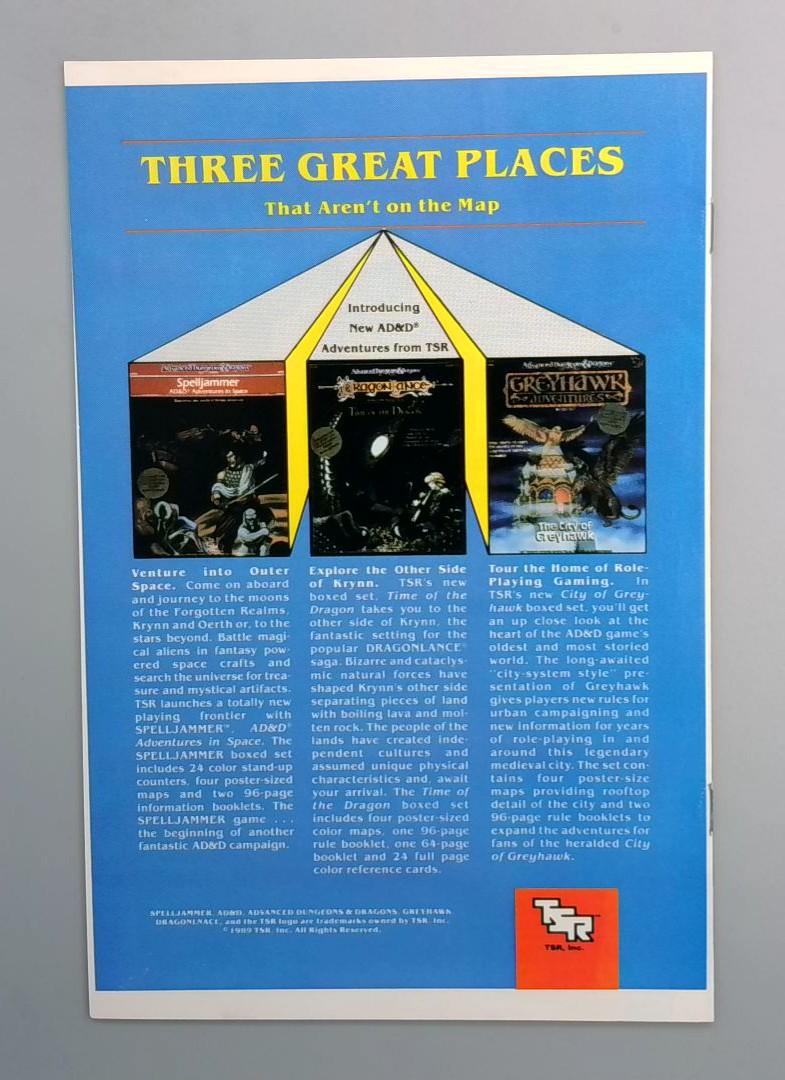 THREE GREAT PLACES
That Aren't on the Map
Introducing
New AD&D®
Adventures from TSR
Advanced Dungeons & Dragons
Spelljammer
AD&D® Adventures in Space
Advanced Dungeons & Dragons
DRAGONLANCE
TIME OF THE DRAGON
Advanced Dungeons & Dragons
GREYHAWK
ADVENTURES
The City of
Greyhawk
Venture into Outer
Space. Come on aboard
and journey to the moons
of the Forgotten Realms,
Krynn and Oerth or, to the
stars beyond. Battle magi-
cal aliens in fantasy pow-
ered space crafts and
search the universe for trea-
sure and mystical artifacts.
TSR launches a totally new
playing frontier with
SPELLJAMMER™, AD&D®
Adventures in Space. The
SPELLJAMMER boxed set
includes 24 color stand-up
counters, four poster-sized
maps and two 96-page
information booklets. The
SPELLJAMMER game . . .
the beginning of another
fantastic AD&D campaign.
Explore the Other Side
of Krynn. TSR's new
boxed set, Time of the
Dragon takes you to the
other side of Krynn, the
fantastic setting for the
popular DRAGONLANCE®
saga. Bizarre and cataclys-
mic natural forces have
shaped Krynn's other side
separating pieces of land
with boiling lava and mol-
ten rock. The people of the
lands have created inde-
pendent cultures and
assumed unique physical
characteristics and, await
your arrival. The Time of
the Dragon boxed set
includes four poster-sized
color maps, one 96-page
rule booklet, one 64-page
booklet and 24 full page
color reference cards.
Tour the Home of Role-
Playing Gaming. In
TSR's new City of Grey-
hawk boxed set, you'll get
an up close look at the
heart of the AD&D game's
oldest and most storied
world. The long-awaited
"city-system style" pre-
sentation of Greyhawk
gives players new rules for
urban campaigning and
new information for years
of role-playing in and
around this legendary
medieval city. The set con-
tains four poster-size
maps providing rooftop
detail of the city and two
96-page rule booklets to
expand the adventures for
fans of the heralded City
of Greyhawk.
SPELLJAMMER, AD&D, ADVANCED DUNGEONS & DRAGONS, GREYHAWK
DRAGONLNACE, and the TSR logo are trademarks owned by TSR, Inc.
© 1989 TSR, Inc. All Rights Reserved.
TSR™
TSR, Inc.